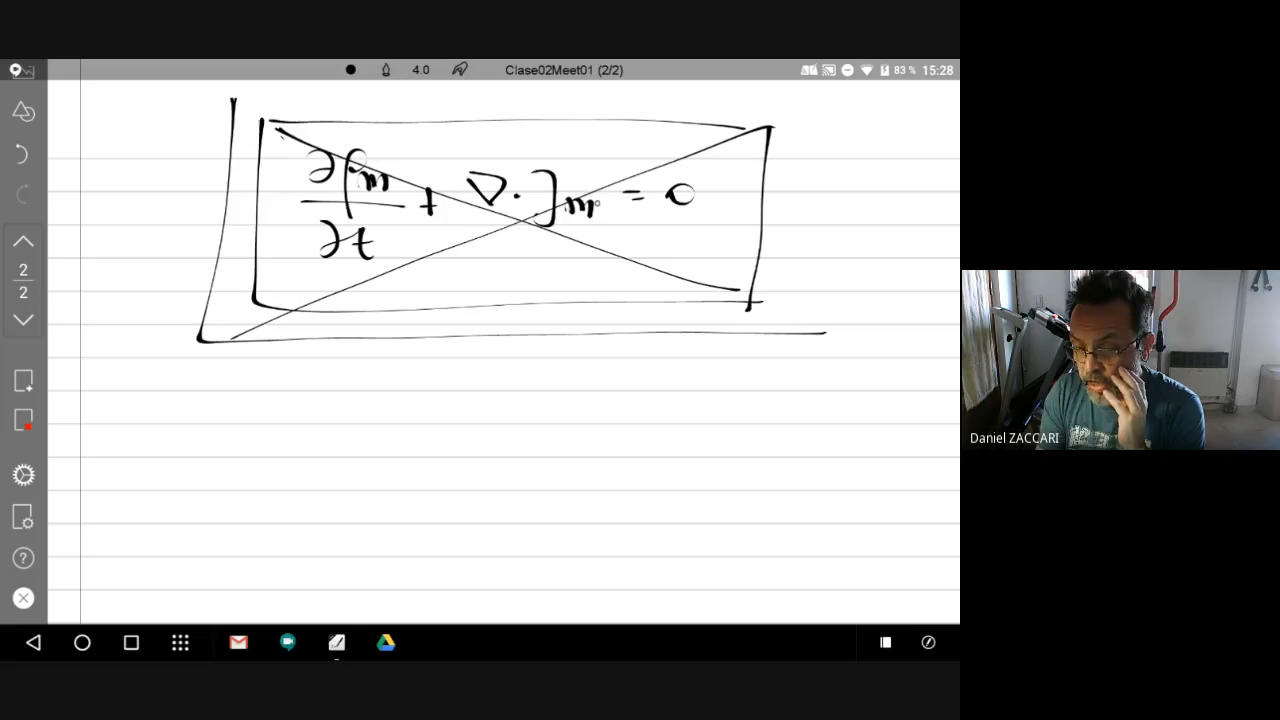 4.0 Clase02Meet01 (2/2) 83 % 15:28
∂ρm/∂t + ∇·Jm = 0
2
2
?
Daniel ZACCARI